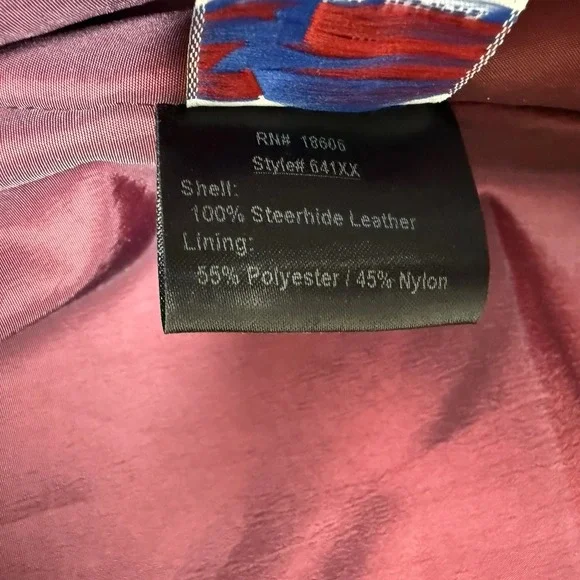 RN# 18606
Style# 641XX
Shell:
100% Steerhide Leather
Lining:
55% Polyester / 45% Nylon